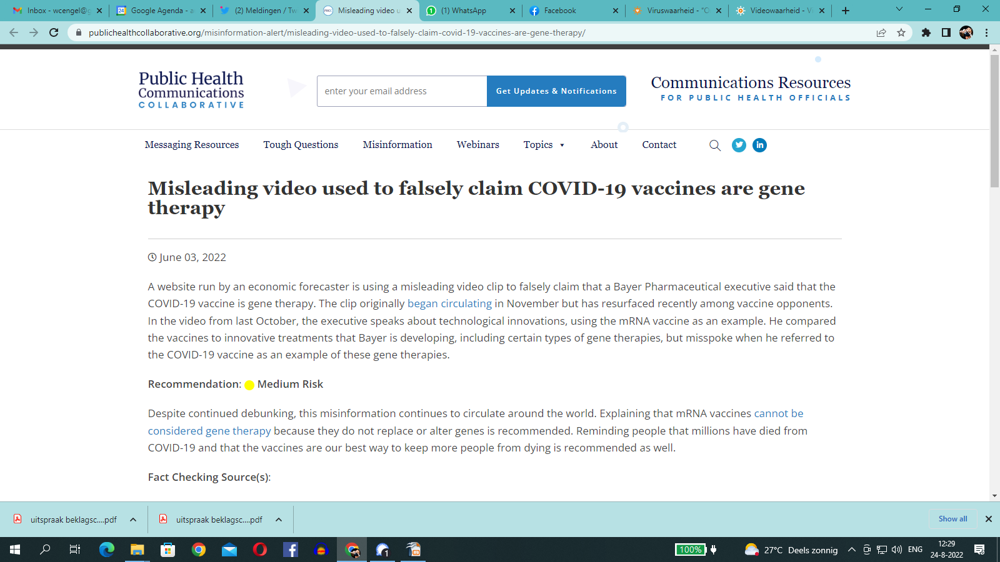 Inbox - wcengel@g
Google Agenda - a
(2) Meldingen / Tw
Misleading video u
(1) WhatsApp
Facebook
Viruswaarheid - "O
Videowaarheid - Vi
publichealthcollaborative.org/misinformation-alert/misleading-video-used-to-falsely-claim-covid-19-vaccines-are-gene-therapy/
Public Health
Communications
COLLABORATIVE
enter your email address
Get Updates & Notifications
Communications Resources
FOR PUBLIC HEALTH OFFICIALS
Messaging Resources Tough Questions Misinformation Webinars Topics About Contact
Misleading video used to falsely claim COVID-19 vaccines are gene
therapy
June 03, 2022
A website run by an economic forecaster is using a misleading video clip to falsely claim that a Bayer Pharmaceutical executive said that the
COVID-19 vaccine is gene therapy. The clip originally began circulating in November but has resurfaced recently among vaccine opponents.
In the video from last October, the executive speaks about technological innovations, using the mRNA vaccine as an example. He compared
the vaccines to innovative treatments that Bayer is developing, including certain types of gene therapies, but misspoke when he referred to
the COVID-19 vaccine as an example of these gene therapies.
Recommendation: Medium Risk
Despite continued debunking, this misinformation continues to circulate around the world. Explaining that mRNA vaccines cannot be
considered gene therapy because they do not replace or alter genes is recommended. Reminding people that millions have died from
COVID-19 and that the vaccines are our best way to keep more people from dying is recommended as well.
Fact Checking Source(s):
uitspraak beklagsc....pdf
uitspraak beklagsc....pdf
Show all
100%
27°C Deels zonnig
ENG
12:29
24-8-2022